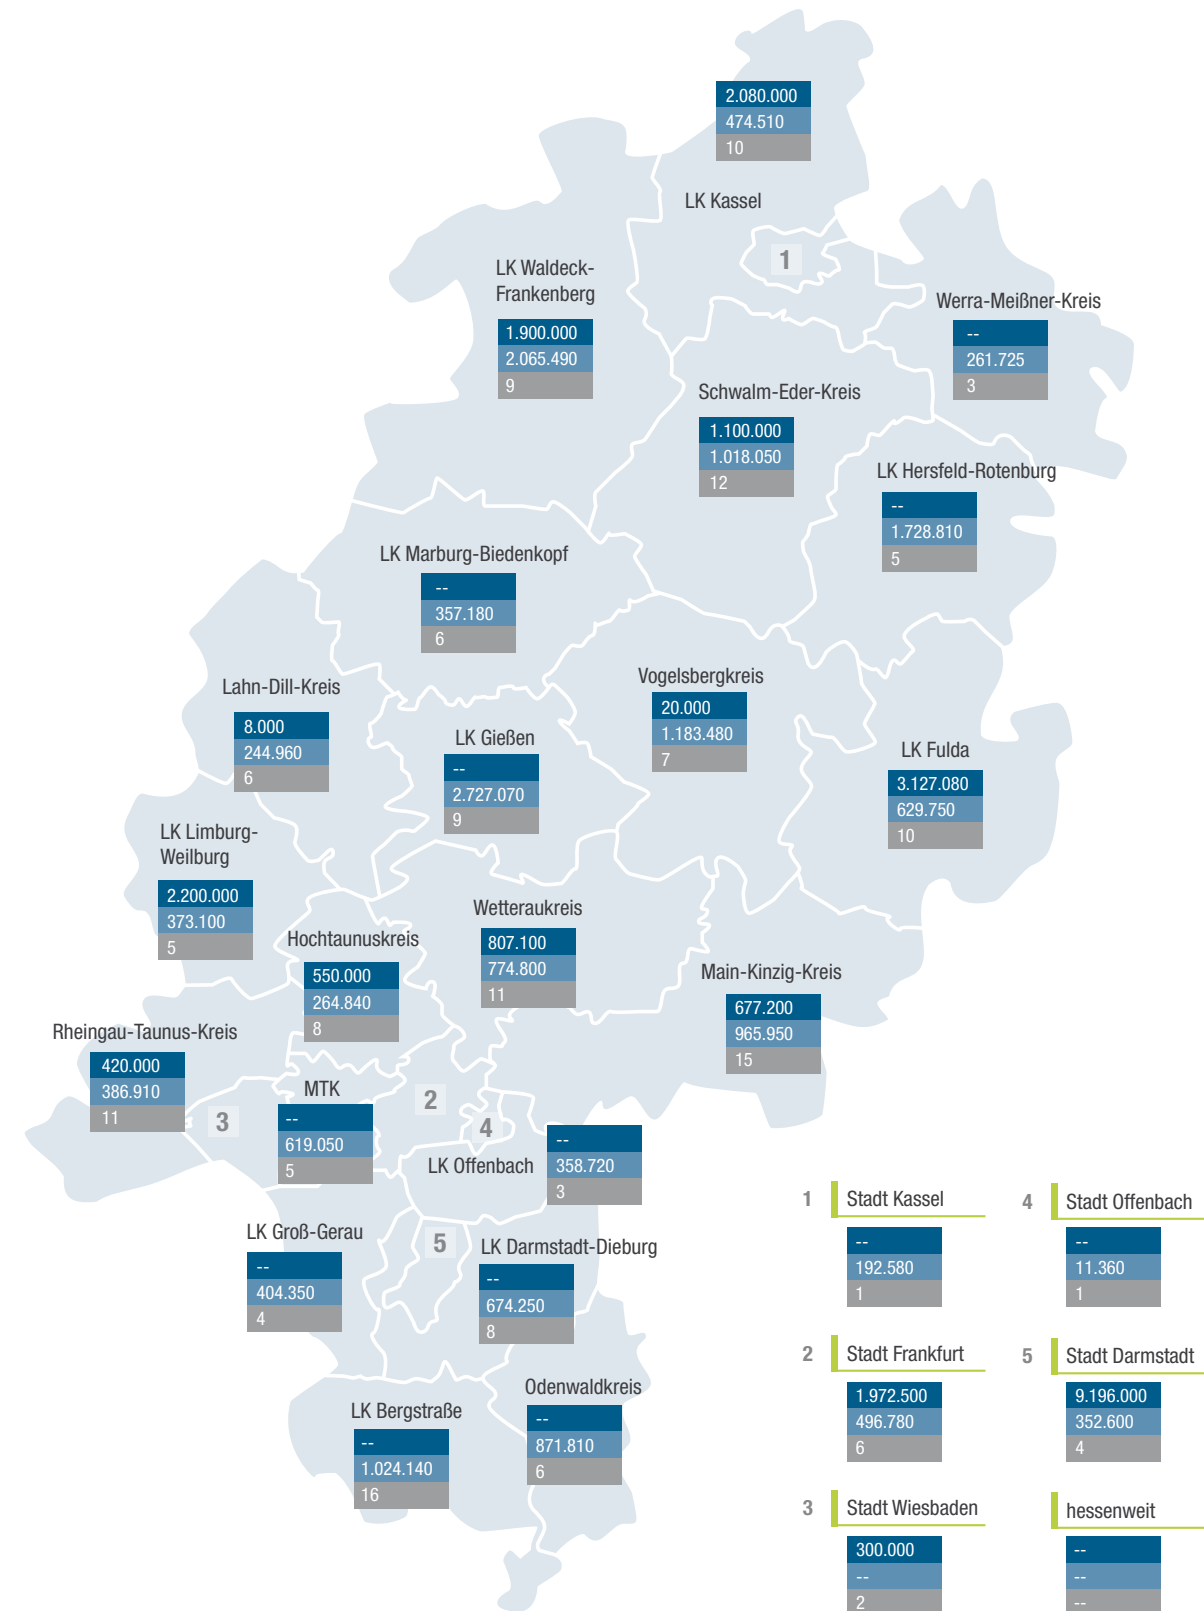 2.080.000
474.510
10
LK Kassel
1
LK Waldeck-
Frankenberg
1.900.000
2.065.490
9
Werra-Meißner-Kreis
--
261.725
3
Schwalm-Eder-Kreis
1.100.000
1.018.050
12
LK Hersfeld-Rotenburg
--
1.728.810
5
LK Marburg-Biedenkopf
--
357.180
6
Vogelsbergkreis
20.000
1.183.480
7
Lahn-Dill-Kreis
8.000
244.960
6
LK Gießen
--
2.727.070
9
LK Fulda
3.127.080
629.750
10
LK Limburg-
Weilburg
2.200.000
373.100
5
Wetteraukreis
807.100
774.800
11
Hochtaunuskreis
550.000
264.840
8
Main-Kinzig-Kreis
677.200
965.950
15
Rheingau-Taunus-Kreis
420.000
386.910
11
MTK
--
619.050
5
2
3
4
LK Offenbach
--
358.720
3
LK Groß-Gerau
--
404.350
4
5
LK Darmstadt-Dieburg
--
674.250
8
Odenwaldkreis
--
871.810
6
LK Bergstraße
--
1.024.140
16
1 Stadt Kassel
--
192.580
1
4 Stadt Offenbach
--
11.360
1
2 Stadt Frankfurt
1.972.500
496.780
6
5 Stadt Darmstadt
9.196.000
352.600
4
3 Stadt Wiesbaden
300.000
--
2
hessenweit
--
--
--